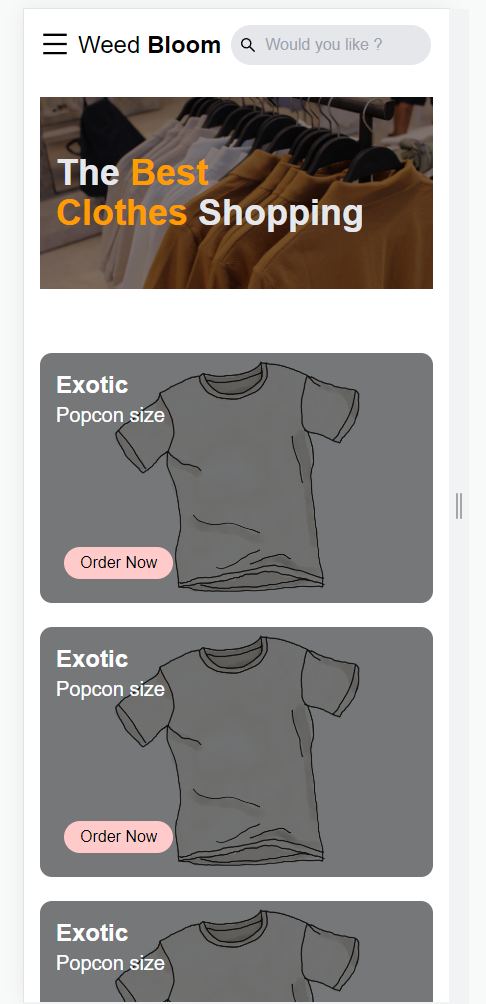 Weed Bloom
Would you like ?
The Best
Clothes Shopping
Exotic
Popcon size
Order Now
Exotic
Popcon size
Order Now
Exotic
Popcon size